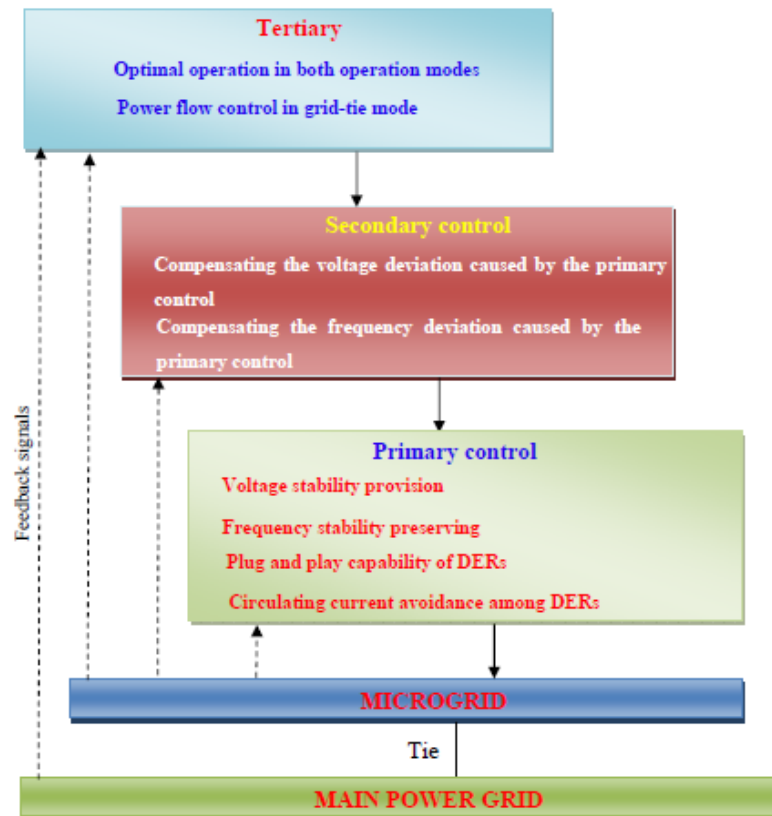 Tertiary
Optimal operation in both operation modes
Power flow control in grid-tie mode
Secondary control
Compensating the voltage deviation caused by the primary
control
Compensating the frequency deviation caused by the
primary control
Primary control
Voltage stability provision
Frequency stability preserving
Plug and play capability of DERs
Circulating current avoidance among DERs
Feedback signals
MICROGRID
Tie
MAIN POWER GRID